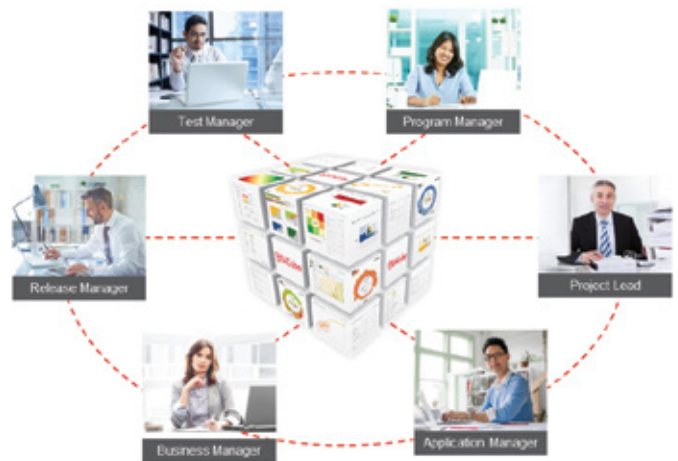 Test Manager
Program Manager
Release Manager
Project Lead
Business Manager
Application Manager